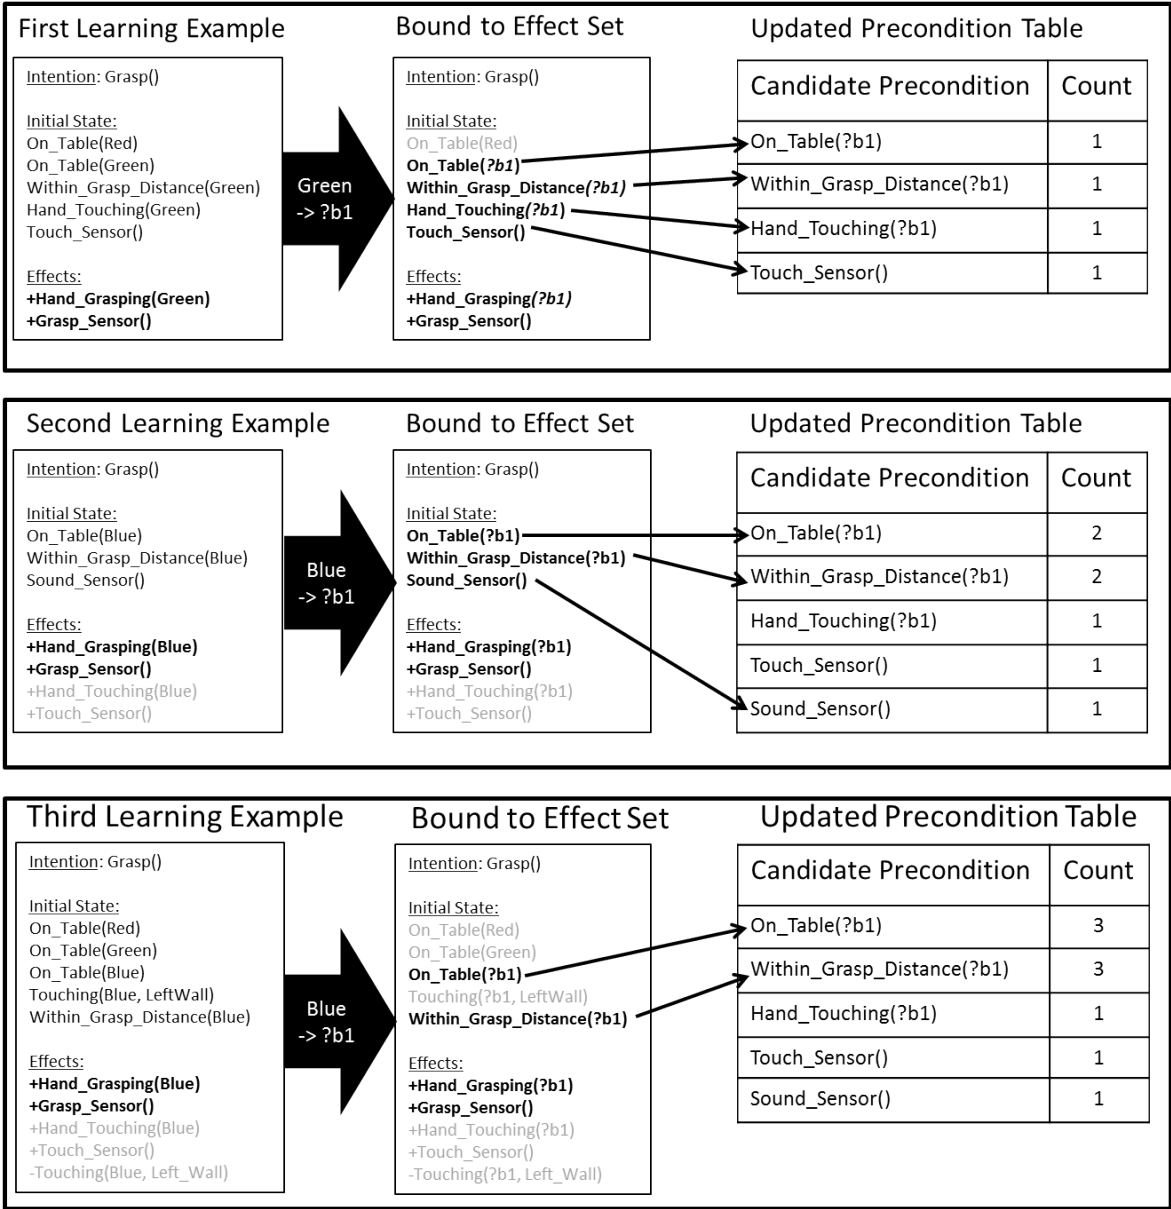 First Learning Example
Intention: Grasp()
Initial State:
On_Table(Red)
On_Table(Green)
Within_Grasp_Distance(Green)
Hand_Touching(Green)
Touch_Sensor()
Effects:
+Hand_Grasping(Green)
+Grasp_Sensor()
Green
-> ?b1
Bound to Effect Set
Intention: Grasp()
Initial State:
On_Table(Red)
On_Table(?b1)
Within_Grasp_Distance(?b1)
Hand_Touching(?b1)
Touch_Sensor()
Effects:
+Hand_Grasping(?b1)
+Grasp_Sensor()
Updated Precondition Table
Candidate Precondition Count
On_Table(?b1) 1
Within_Grasp_Distance(?b1) 1
Hand_Touching(?b1) 1
Touch_Sensor() 1
Second Learning Example
Intention: Grasp()
Initial State:
On_Table(Blue)
Within_Grasp_Distance(Blue)
Sound_Sensor()
Effects:
+Hand_Grasping(Blue)
+Grasp_Sensor()
+Hand_Touching(Blue)
+Touch_Sensor()
Blue
-> ?b1
Bound to Effect Set
Intention: Grasp()
Initial State:
On_Table(?b1)
Within_Grasp_Distance(?b1)
Sound_Sensor()
Effects:
+Hand_Grasping(?b1)
+Grasp_Sensor()
+Hand_Touching(?b1)
+Touch_Sensor()
Updated Precondition Table
Candidate Precondition Count
On_Table(?b1) 2
Within_Grasp_Distance(?b1) 2
Hand_Touching(?b1) 1
Touch_Sensor() 1
Sound_Sensor() 1
Third Learning Example
Intention: Grasp()
Initial State:
On_Table(Red)
On_Table(Green)
On_Table(Blue)
Touching(Blue, LeftWall)
Within_Grasp_Distance(Blue)
Effects:
+Hand_Grasping(Blue)
+Grasp_Sensor()
+Hand_Touching(Blue)
+Touch_Sensor()
-Touching(Blue, Left_Wall)
Blue
-> ?b1
Bound to Effect Set
Intention: Grasp()
Initial State:
On_Table(Red)
On_Table(Green)
On_Table(?b1)
Touching(?b1, LeftWall)
Within_Grasp_Distance(?b1)
Effects:
+Hand_Grasping(?b1)
+Grasp_Sensor()
+Hand_Touching(?b1)
+Touch_Sensor()
-Touching(?b1, Left_Wall)
Updated Precondition Table
Candidate Precondition Count
On_Table(?b1) 3
Within_Grasp_Distance(?b1) 3
Hand_Touching(?b1) 1
Touch_Sensor() 1
Sound_Sensor() 1